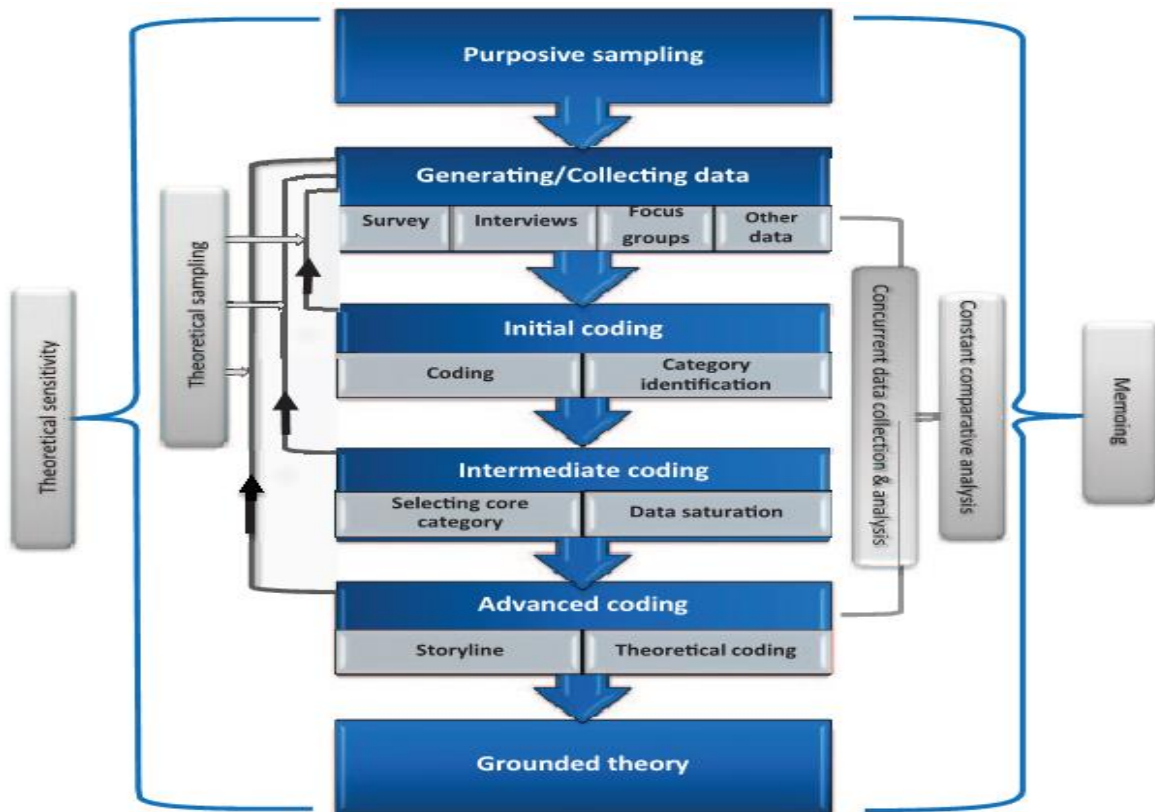 Purposive sampling
Generating/Collecting data
Survey
Interviews
Focus
groups
Other
data
Initial coding
Coding
Category
identification
Intermediate coding
Selecting core
category
Data saturation
Advanced coding
Storyline
Theoretical coding
Grounded theory
Theoretical sensitivity
Theoretical sampling
Concurrent data collection & analysis
Constant comparative analysis
Memoing